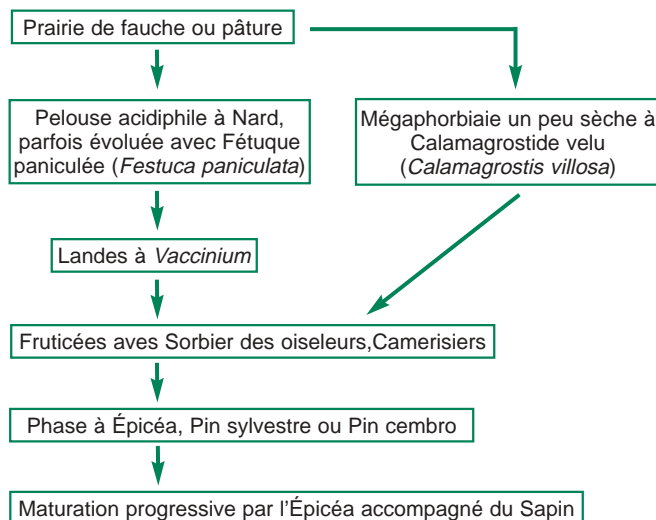 Prairie de fauche ou pâture
Pelouse acidiphile à Nard,
parfois évoluée avec Fétuque
paniculée (Festuca paniculata)
Mégaphorbiaie un peu sèche à
Calamagrostide velu
(Calamagrostis villosa)
Landes à Vaccinium
Fruticées aves Sorbier des oiseleurs,Camerisiers
Phase à Épicéa, Pin sylvestre ou Pin cembro
Maturation progressive par l'Épicéa accompagné du Sapin